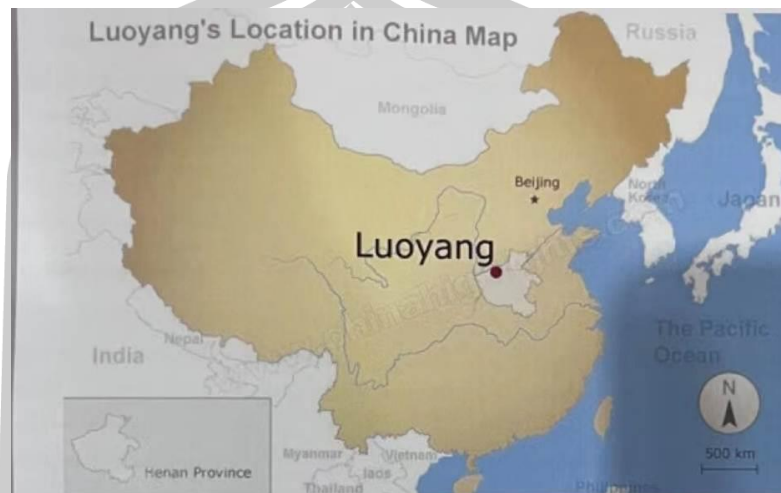 Luoyang's Location in China Map
Russia
Mongolia
Beijing
North
Korea
Japan
Luoyang
Nepal
India
The Pacific
Ocean
N
500 km
Henan Province
Myanmar
Vietnam
laos
Thailand
Philippines